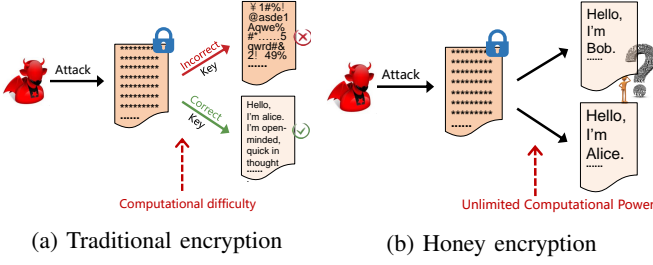 Attack
********
********
********
********
********
********
......
Incorrect
Key
Correct
Key
￥1#%!
@asde1
Aqwe%
#*......5
qwrd#&
2! 49%
......
Hello,
I'm alice.
I'm open-
minded,
quick in
thought
......
Computational difficulty
(a) Traditional encryption
Attack
********
********
********
********
********
********
......
Hello,
I'm
Bob.
......
?
Hello,
I'm
Alice.
......
Unlimited Computational Power
(b) Honey encryption